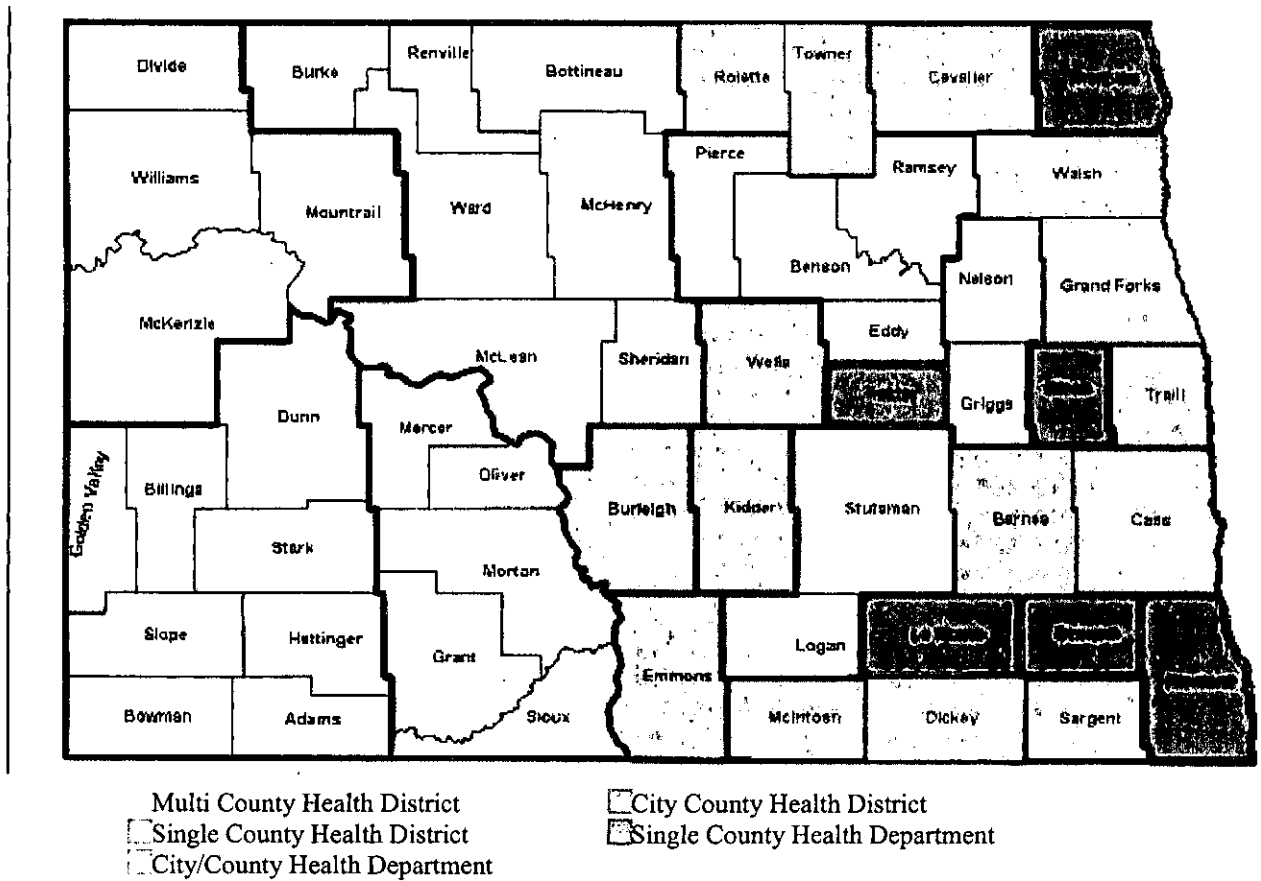 Divide
Burke
Renville
Bottineau
Rolette
Towner
Cavalier
Williams
Mountrail
Ward
McHenry
Pierce
Ramsey
Walsh
Benson
Nelson
Grand Forks
McKenzie
McLean
Sheridan
Wells
Eddy
Dunn
Mercer
Oliver
Griggs
Traill
Golden Valley
Billings
Stark
Morton
Burleigh
Kidder
Stutsman
Barnes
Cass
Slope
Hettinger
Grant
Emmons
Logan
Bowman
Adams
Sioux
McIntosh
Dickey
Sargent
Multi County Health District
Single County Health District
City/County Health Department
City County Health District
Single County Health Department